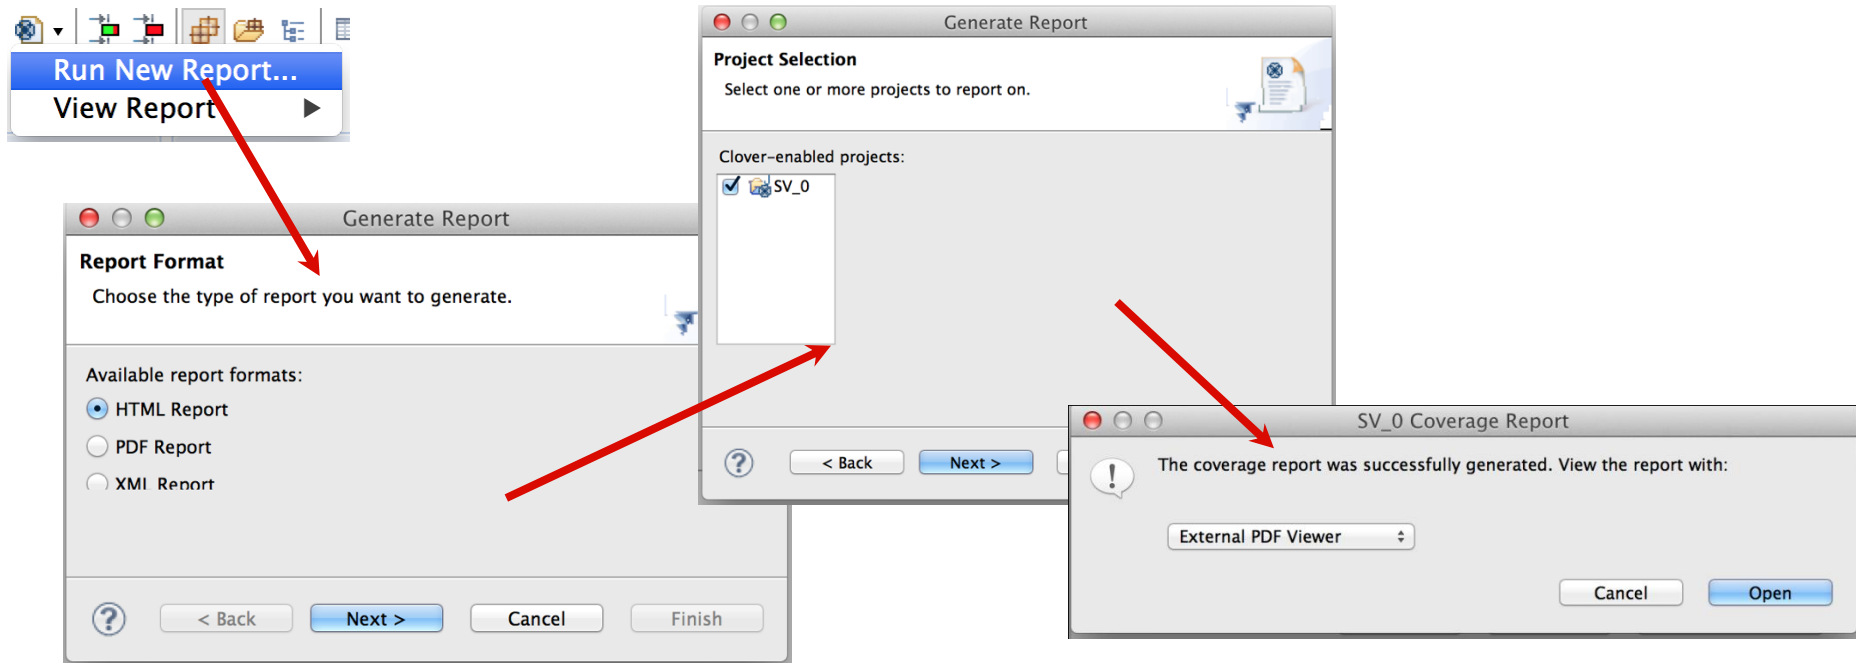 Run New Report...
View Report
Generate Report
Report Format
Choose the type of report you want to generate.
Available report formats:
HTML Report
PDF Report
XML Report
? < Back Next > Cancel Finish
Generate Report
Project Selection
Select one or more projects to report on.
Clover-enabled projects:
SV_0
? < Back Next >
SV_0 Coverage Report
The coverage report was successfully generated. View the report with:
External PDF Viewer
Cancel Open